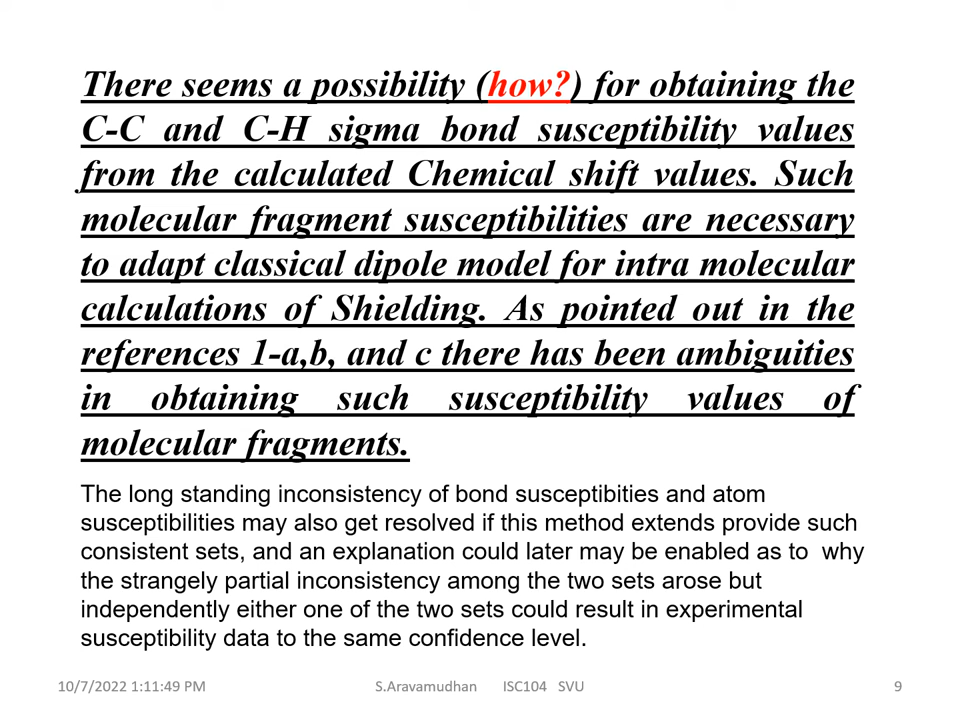 There seems a possibility (how?) for obtaining the
C-C and C-H sigma bond susceptibility values
from the calculated Chemical shift values. Such
molecular fragment susceptibilities are necessary
to adapt classical dipole model for intra molecular
calculations of Shielding. As pointed out in the
references 1-a,b, and c there has been ambiguities
in obtaining such susceptibility values of
molecular fragments.
The long standing inconsistency of bond susceptibities and atom
susceptibilities may also get resolved if this method extends provide such
consistent sets, and an explanation could later may be enabled as to why
the strangely partial inconsistency among the two sets arose but
independently either one of the two sets could result in experimental
susceptibility data to the same confidence level.
10/7/2022 1:11:49 PM S.Aravamudhan ISC104 SVU 9